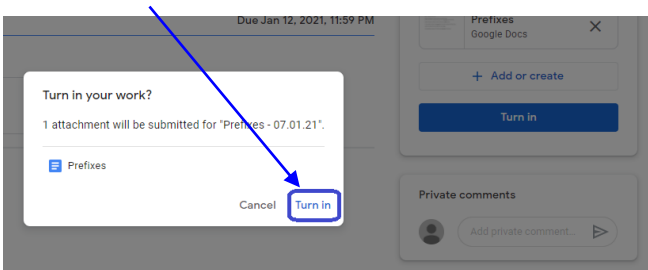 Due Jan 12, 2021, 11:59 PM
Prefixes
Google Docs
+ Add or create
Turn in
Turn in your work?
1 attachment will be submitted for "Prefixes - 07.01.21".
Prefixes
Cancel Turn in
Private comments
Add private comment...